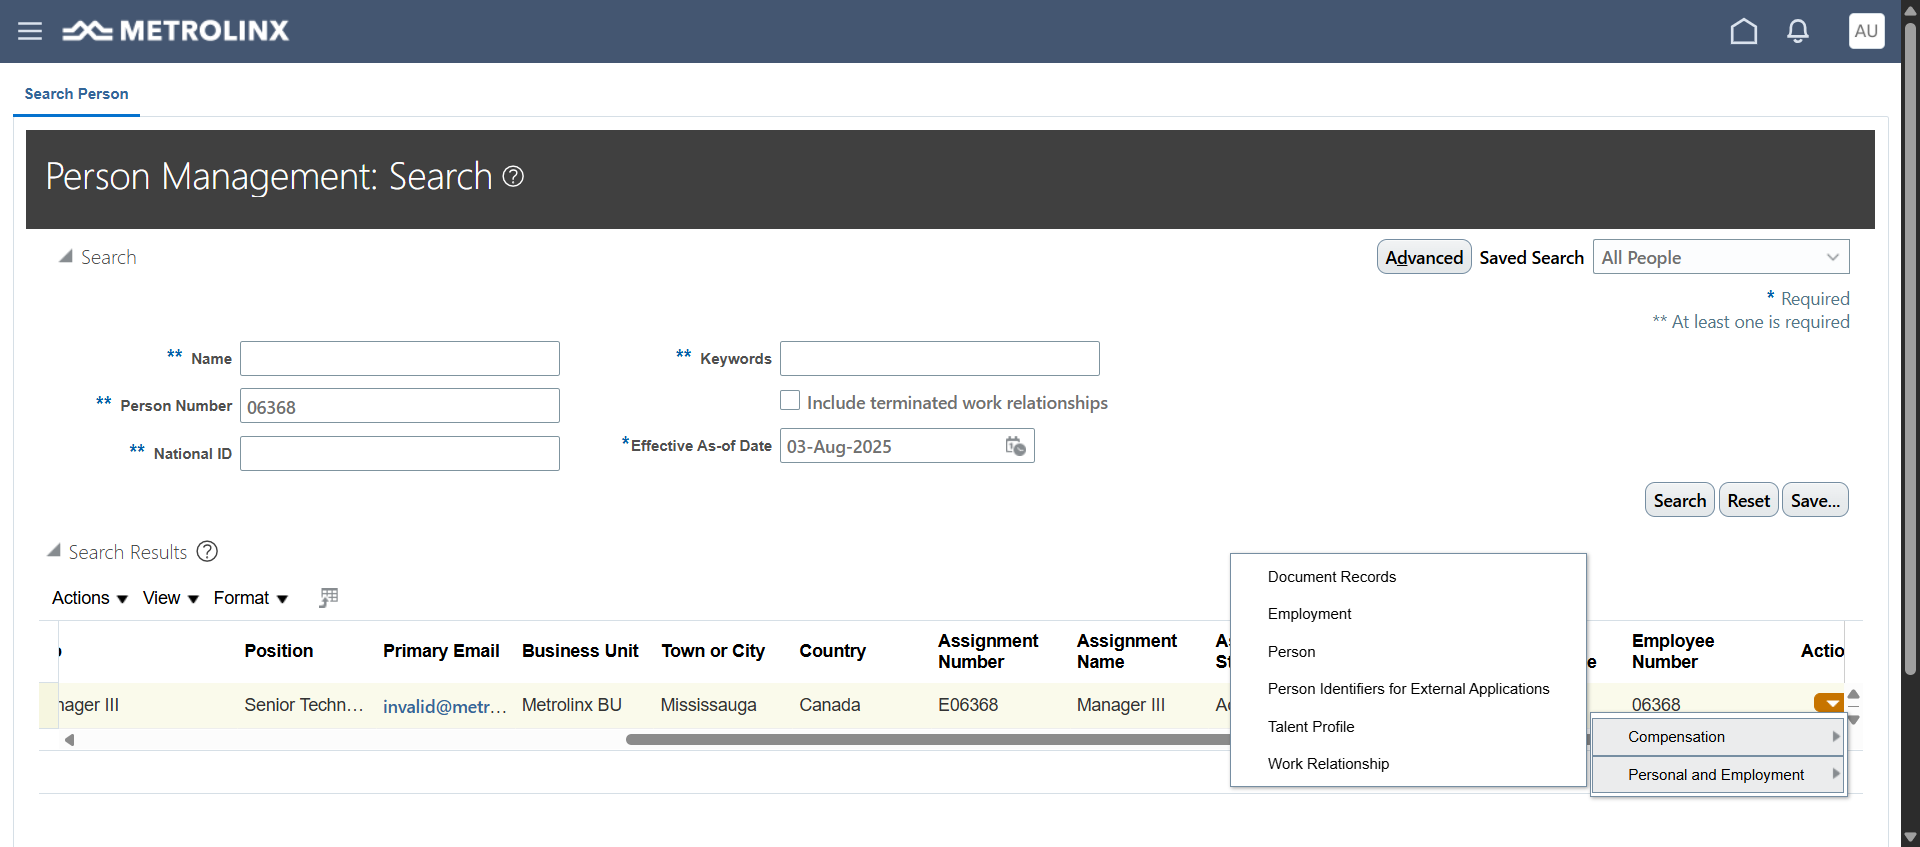 METROLINX
AU
Search Person
Person Management: Search ?
Search
Advanced Saved Search All People
* Required
** At least one is required
** Name
** Keywords
** Person Number 06368
Include terminated work relationships
** National ID
*Effective As-of Date 03-Aug-2025
Search Reset Save...
Search Results ?
Actions View Format
Position Primary Email Business Unit Town or City Country Assignment Number Assignment Name Employee Number Actio
nager III Senior Techn... invalid@metr... Metrolinx BU Mississauga Canada E06368 Manager III 06368
Document Records
Employment
Person
Person Identifiers for External Applications
Talent Profile
Work Relationship
Compensation
Personal and Employment